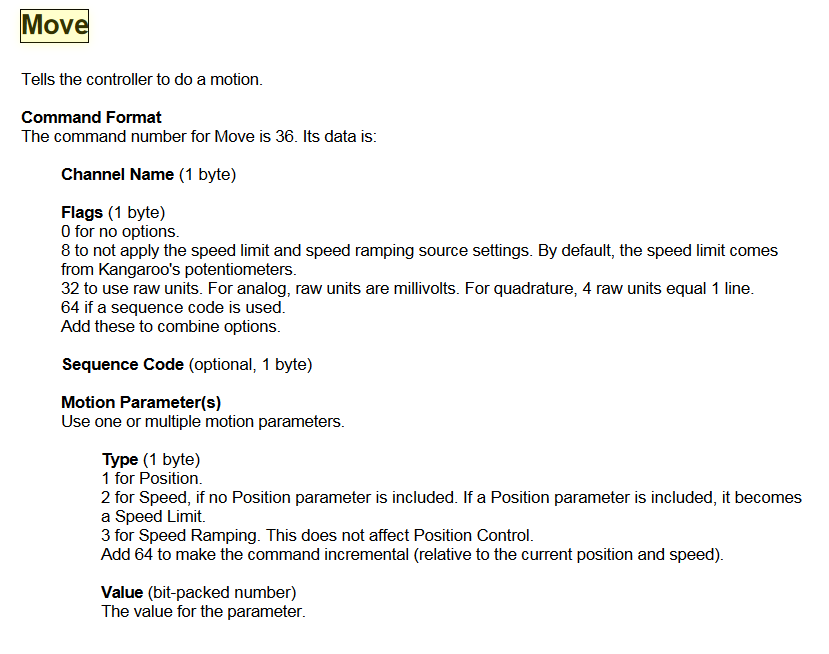 Move
Tells the controller to do a motion.
Command Format
The command number for Move is 36. Its data is:
Channel Name (1 byte)
Flags (1 byte)
0 for no options.
8 to not apply the speed limit and speed ramping source settings. By default, the speed limit comes
from Kangaroo's potentiometers.
32 to use raw units. For analog, raw units are millivolts. For quadrature, 4 raw units equal 1 line.
64 if a sequence code is used.
Add these to combine options.
Sequence Code (optional, 1 byte)
Motion Parameter(s)
Use one or multiple motion parameters.
Type (1 byte)
1 for Position.
2 for Speed, if no Position parameter is included. If a Position parameter is included, it becomes
a Speed Limit.
3 for Speed Ramping. This does not affect Position Control.
Add 64 to make the command incremental (relative to the current position and speed).
Value (bit-packed number)
The value for the parameter.